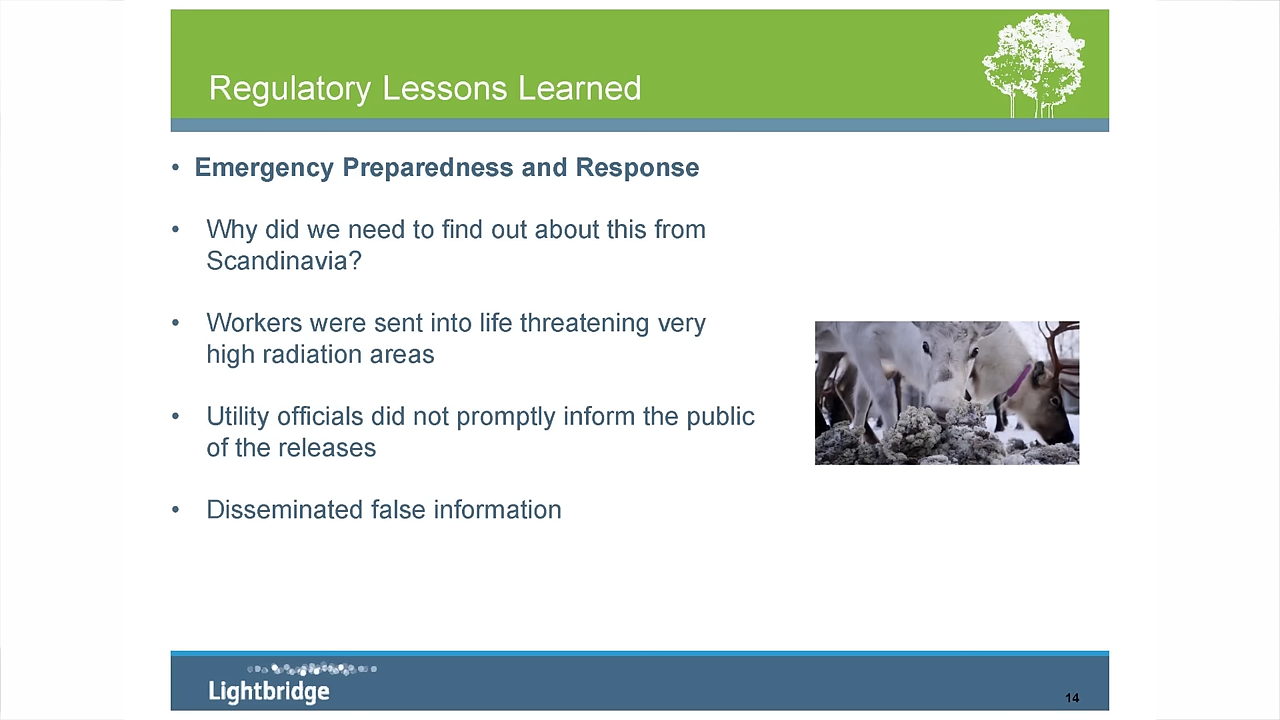 Regulatory Lessons Learned
• Emergency Preparedness and Response
• Why did we need to find out about this from
Scandinavia?
• Workers were sent into life threatening very
high radiation areas
• Utility officials did not promptly inform the public
of the releases
• Disseminated false information
Lightbridge
14